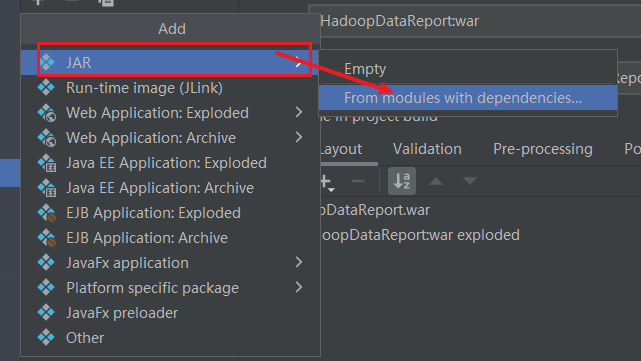 Add
HadoopDataReport:war
JAR
Empty
Run-time image (JLink)
From modules with dependencies...
Repo
Web Application: Exploded
in project build
Web Application: Archive
Layout
Validation
Pre-processing
Po
Java EE Application: Exploded
Java EE Application: Archive
EJB Application: Exploded
pDataReport.war
EJB Application: Archive
oopDataReport:war exploded
JavaFx application
Platform specific package
JavaFx preloader
Other